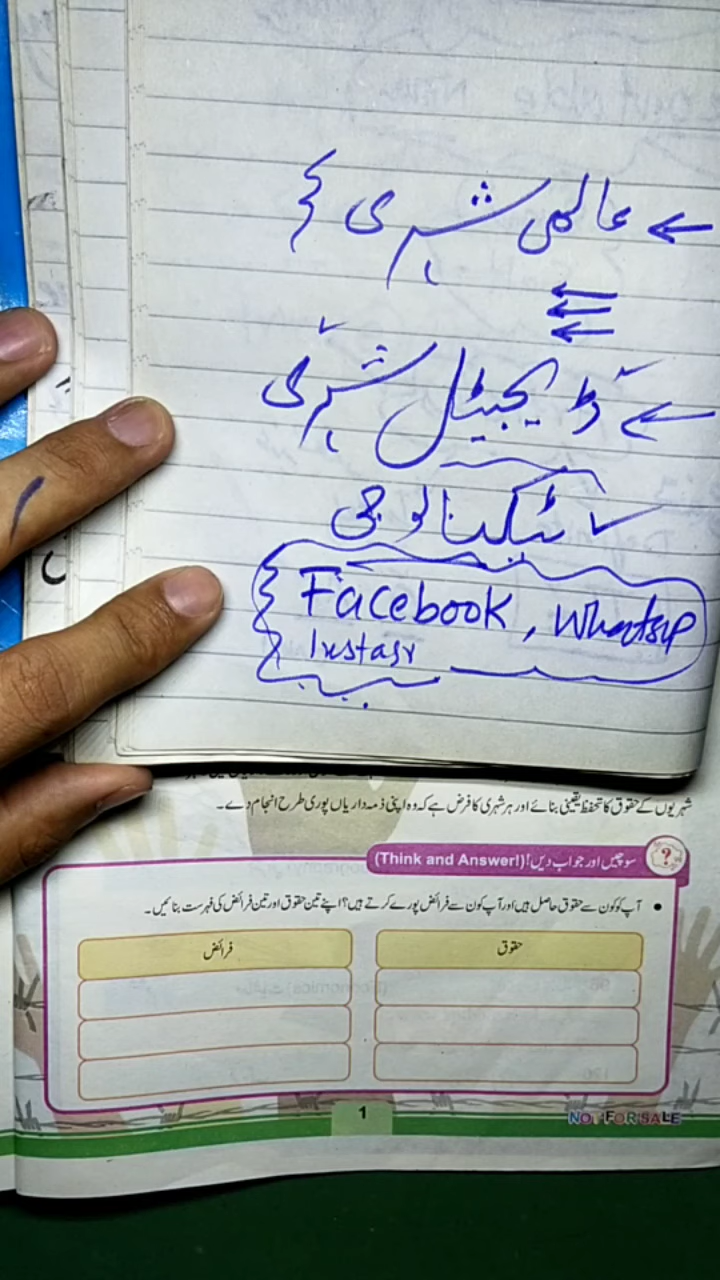 ← عالمی شہری }
←←←
← ڈیجیٹل شہری
✓ ٹیکنالوجی
{ Facebook, Whatsap
Instagr
شہریوں کے حقوق کا تحفظ یقینی بنائے اور ہر شہری کا فرض ہے کہ وہ اپنی ذمہ داریاں پوری طرح انجام دے۔
سوچیں اور جواب دیں!(Think and Answer!)
• آپ کو کون سے حقوق حاصل ہیں اور آپ کون سے فرائض پورے کرتے ہیں؟ اپنے تین حقوق اور تین فرائض کی فہرست بنائیں۔
حقوق فرائض
1
NOT FOR SALE